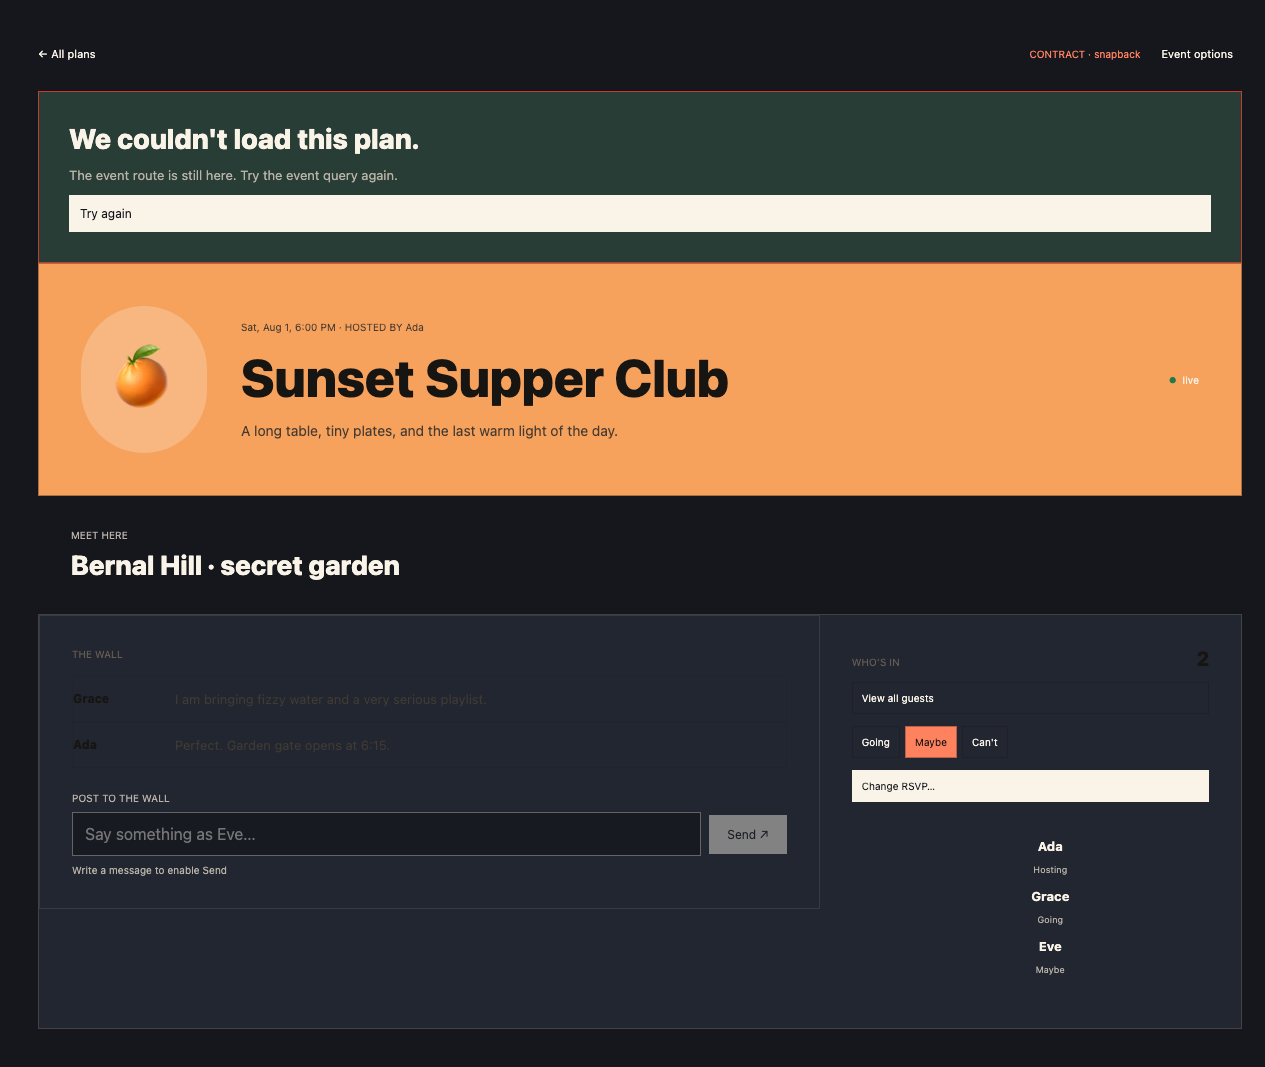 ← All plans
CONTRACT · snapback
Event options
We couldn't load this plan.
The event route is still here. Try the event query again.
Try again
Sat, Aug 1, 6:00 PM · HOSTED BY Ada
Sunset Supper Club
live
A long table, tiny plates, and the last warm light of the day.
MEET HERE
Bernal Hill · secret garden
THE WALL
Grace
I am bringing fizzy water and a very serious playlist.
Ada
Perfect. Garden gate opens at 6:15.
POST TO THE WALL
Say something as Eve...
Send ↗
Write a message to enable Send
WHO'S IN
2
View all guests
Going
Maybe
Can't
Change RSVP...
Ada
Hosting
Grace
Going
Eve
Maybe